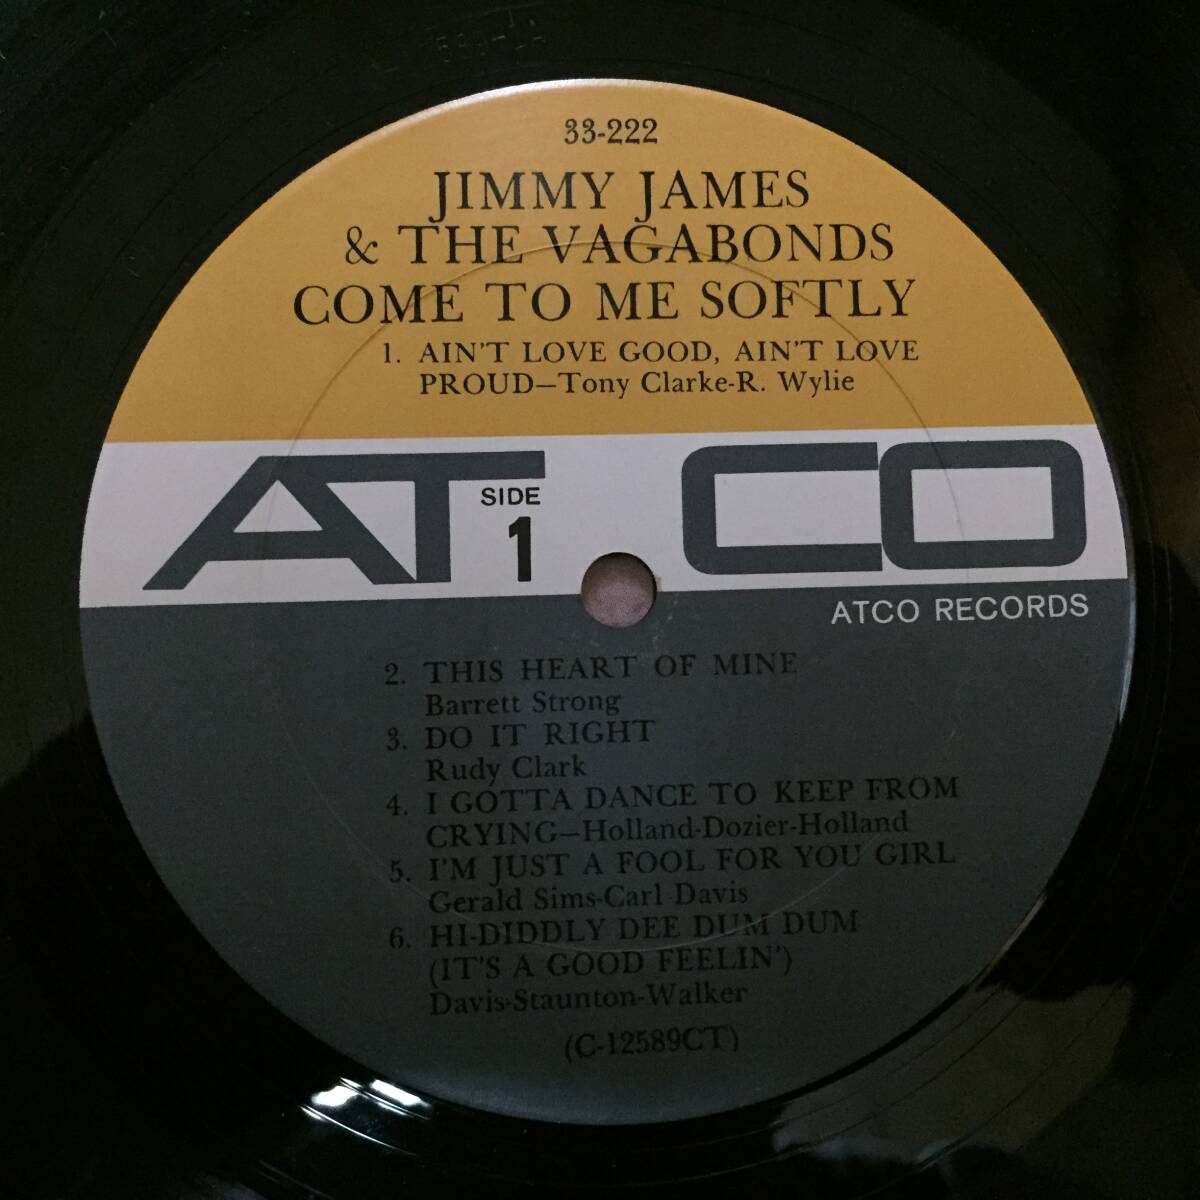 33-222
JIMMY JAMES
& THE VAGABONDS
COME TO ME SOFTLY
1. AIN'T LOVE GOOD, AIN'T LOVE
PROUD—Tony Clarke-R. Wylie
ATCO
SIDE
1
ATCO RECORDS
2. THIS HEART OF MINE
Barrett Strong
3. DO IT RIGHT
Rudy Clark
4. I GOTTA DANCE TO KEEP FROM
CRYING—Holland-Dozier-Holland
5. I'M JUST A FOOL FOR YOU GIRL
Gerald Sims-Carl Davis
6. HI-DIDDLY DEE DUM DUM
(IT'S A GOOD FEELIN')
Davis-Staunton-Walker
(C-12589CT)